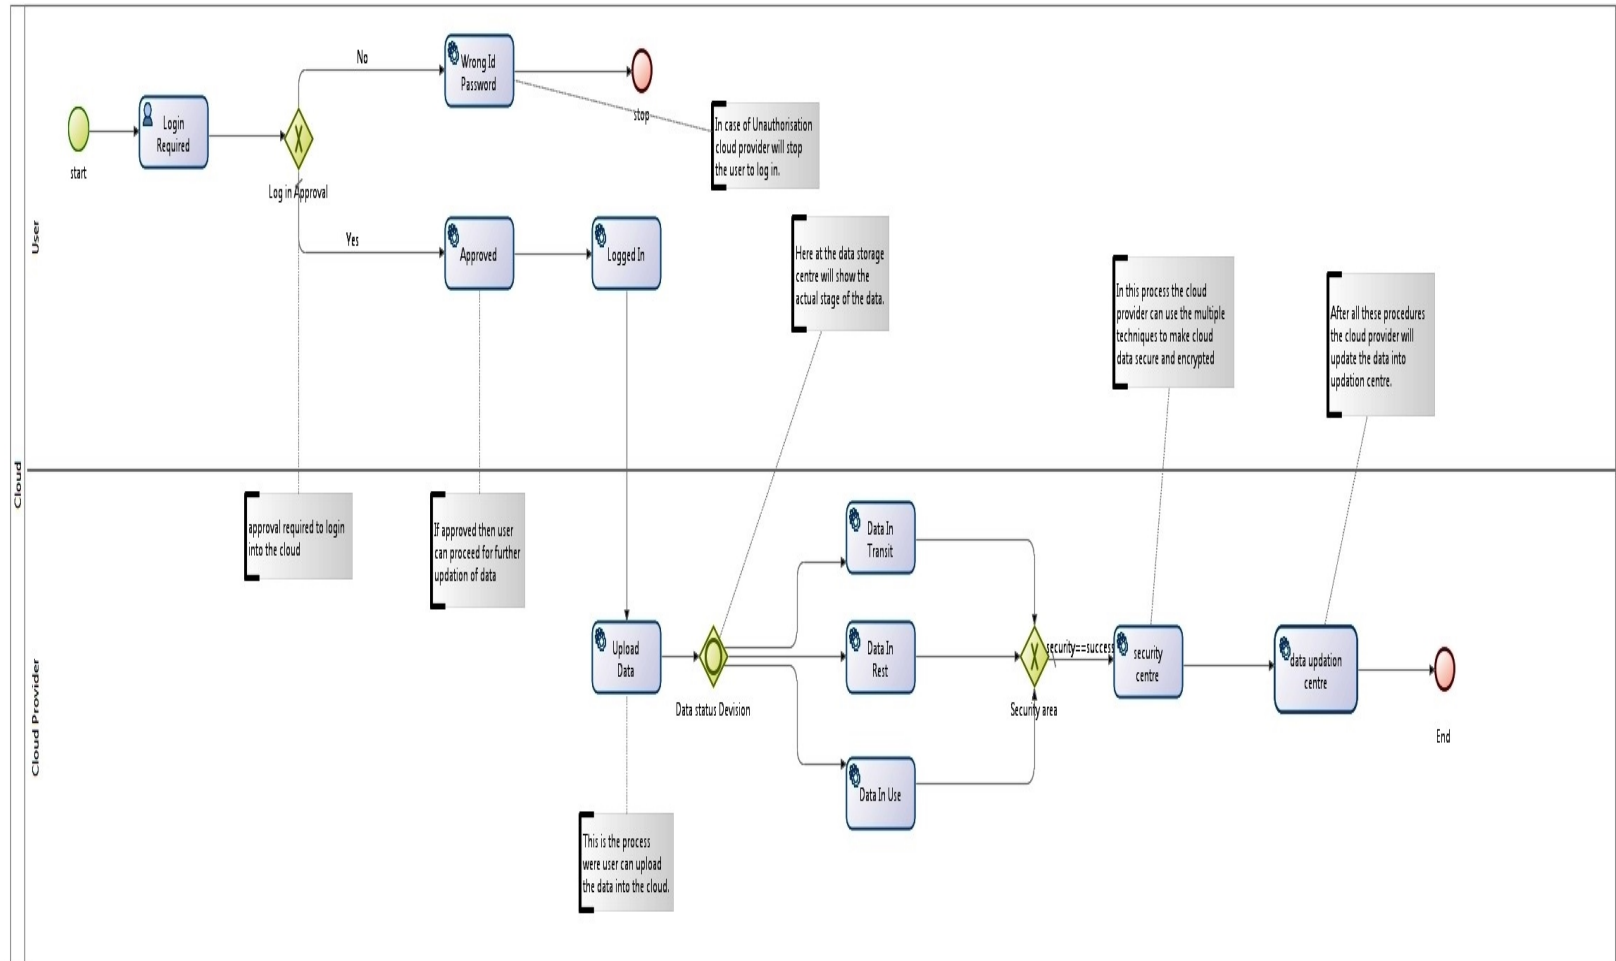 Cloud
User
start
Login
Required
Log in Approval
No
Wrong Id
Password
stop
In case of Unauthorisation
cloud provider will stop
the user to log in.
Yes
Approved
Logged In
Here at the data storage
centre will show the
actual stage of the data.
In this process the cloud
provider can use the multiple
techniques to make cloud
data secure and encrypted
After all these procedures
the cloud provider will
update the data into
updation centre.
Cloud Provider
approval required to login
into the cloud
If approved then user
can proceed for further
updation of data
Upload
Data
Data status Devision
Data In
Transit
Data In
Rest
Data In Use
Security area
security==success
security
centre
data updation
centre
End
This is the process
were user can upload
the data into the cloud.